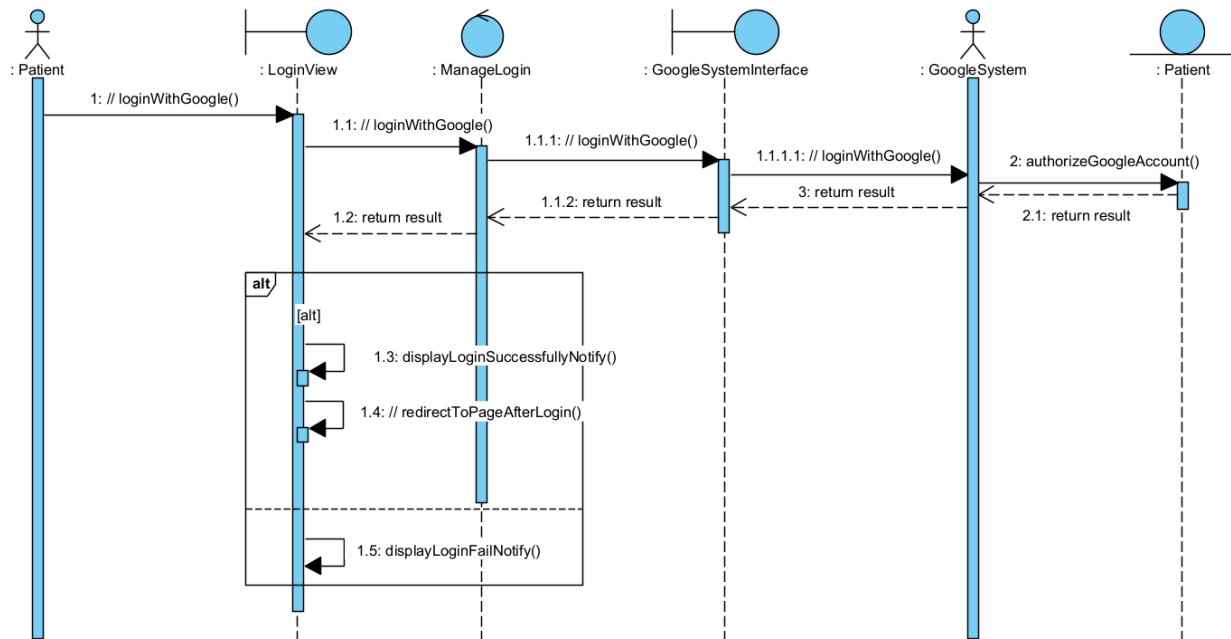 : Patient
: LoginView
: ManageLogin
: GoogleSystemInterface
: GoogleSystem
: Patient
1: // loginWithGoogle()
1.1: // loginWithGoogle()
1.1.1: // loginWithGoogle()
1.1.1.1: // loginWithGoogle()
2: authorizeGoogleAccount()
3: return result
1.1.2: return result
1.2: return result
2.1: return result
alt
[alt]
1.3: displayLoginSuccessfullyNotify()
1.4: // redirectToPageAfterLogin()
1.5: displayLoginFailNotify()